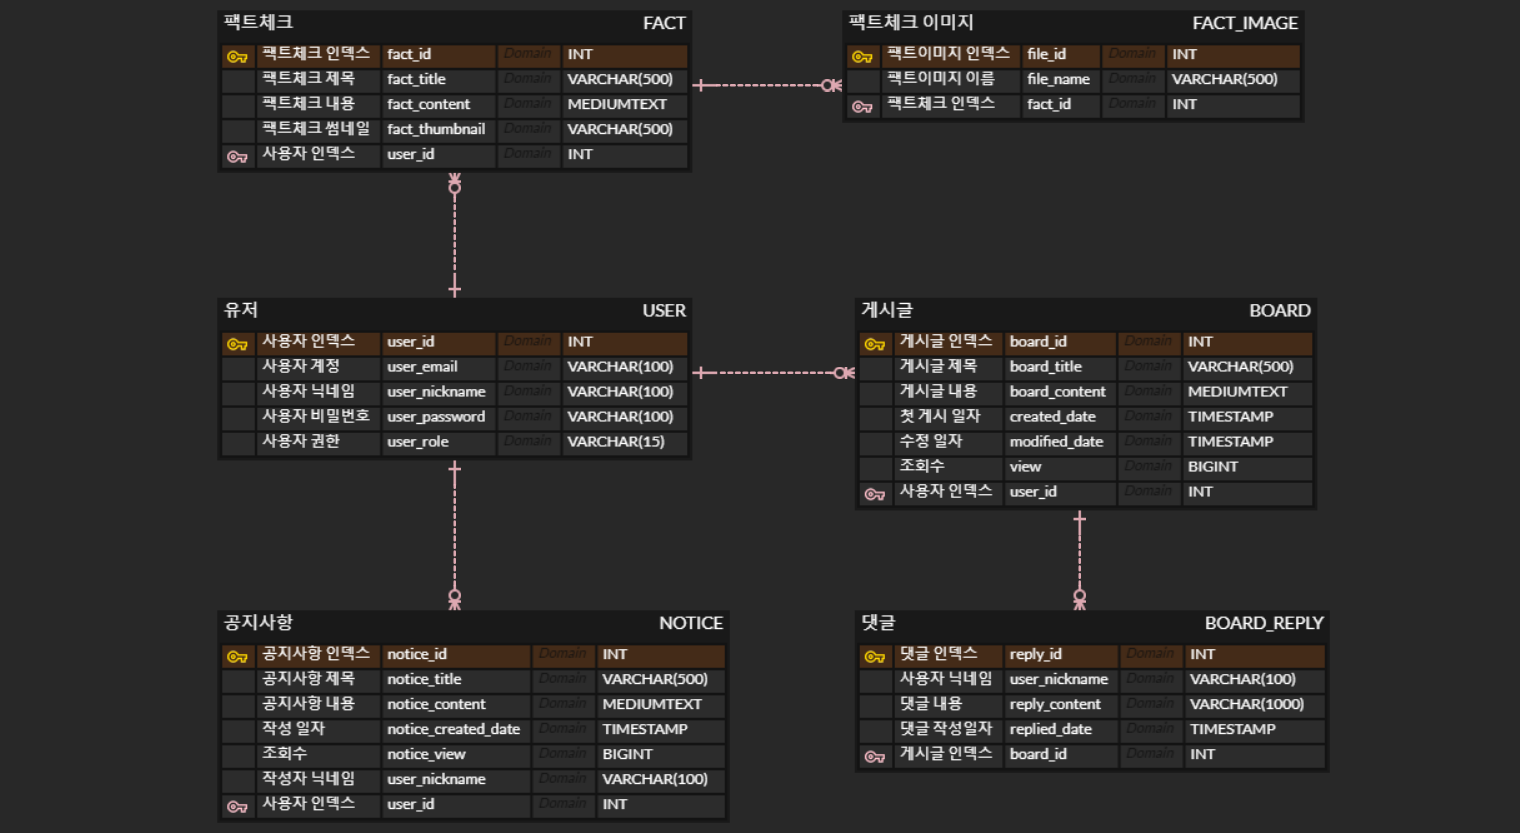 팩트체크 FACT
팩트체크 인덱스 fact_id Domain INT
팩트체크 제목 fact_title Domain VARCHAR(500)
팩트체크 내용 fact_content Domain MEDIUMTEXT
팩트체크 썸네일 fact_thumbnail Domain VARCHAR(500)
사용자 인덱스 user_id Domain INT
팩트체크 이미지 FACT_IMAGE
팩트이미지 인덱스 file_id Domain INT
팩트이미지 이름 file_name Domain VARCHAR(500)
팩트체크 인덱스 fact_id Domain INT
유저 USER
사용자 인덱스 user_id Domain INT
사용자 계정 user_email Domain VARCHAR(100)
사용자 닉네임 user_nickname Domain VARCHAR(100)
사용자 비밀번호 user_password Domain VARCHAR(100)
사용자 권한 user_role Domain VARCHAR(15)
게시글 BOARD
게시글 인덱스 board_id Domain INT
게시글 제목 board_title Domain VARCHAR(500)
게시글 내용 board_content Domain MEDIUMTEXT
첫 게시 일자 created_date Domain TIMESTAMP
수정 일자 modified_date Domain TIMESTAMP
조회수 view Domain BIGINT
사용자 인덱스 user_id Domain INT
공지사항 NOTICE
공지사항 인덱스 notice_id Domain INT
공지사항 제목 notice_title Domain VARCHAR(500)
공지사항 내용 notice_content Domain MEDIUMTEXT
작성 일자 notice_created_date Domain TIMESTAMP
조회수 notice_view Domain BIGINT
작성자 닉네임 user_nickname Domain VARCHAR(100)
사용자 인덱스 user_id Domain INT
댓글 BOARD_REPLY
댓글 인덱스 reply_id Domain INT
사용자 닉네임 user_nickname Domain VARCHAR(100)
댓글 내용 reply_content Domain VARCHAR(1000)
댓글 작성일자 replied_date Domain TIMESTAMP
게시글 인덱스 board_id Domain INT